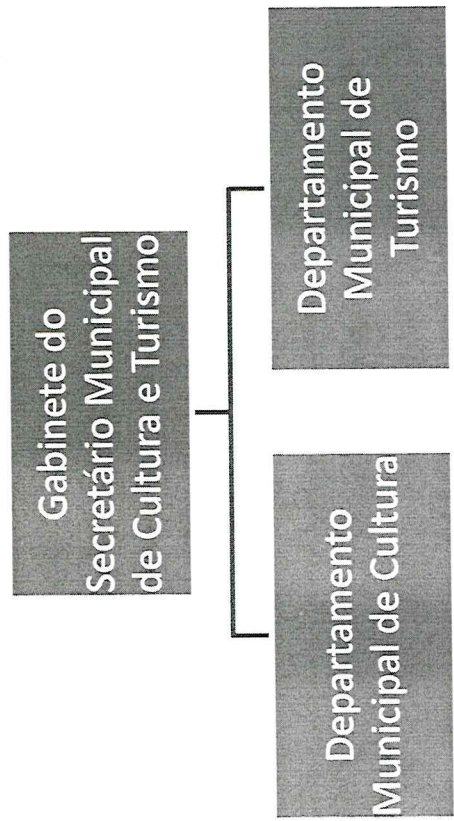 Gabinete do
Secretário Municipal
de Cultura e Turismo
Departamento
Municipal de Cultura
Departamento
Municipal de
Turismo